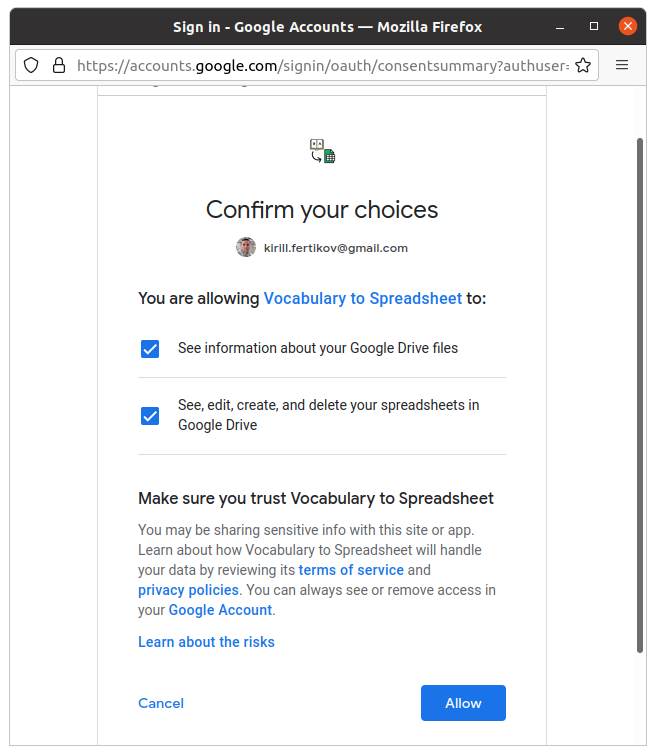 Sign in - Google Accounts — Mozilla Firefox
https://accounts.google.com/signin/oauth/consentsummary?authuser=
Confirm your choices
kirill.fertikov@gmail.com
You are allowing Vocabulary to Spreadsheet to:
See information about your Google Drive files
See, edit, create, and delete your spreadsheets in
Google Drive
Make sure you trust Vocabulary to Spreadsheet
You may be sharing sensitive info with this site or app.
Learn about how Vocabulary to Spreadsheet will handle
your data by reviewing its terms of service and
privacy policies. You can always see or remove access in
your Google Account.
Learn about the risks
Cancel
Allow